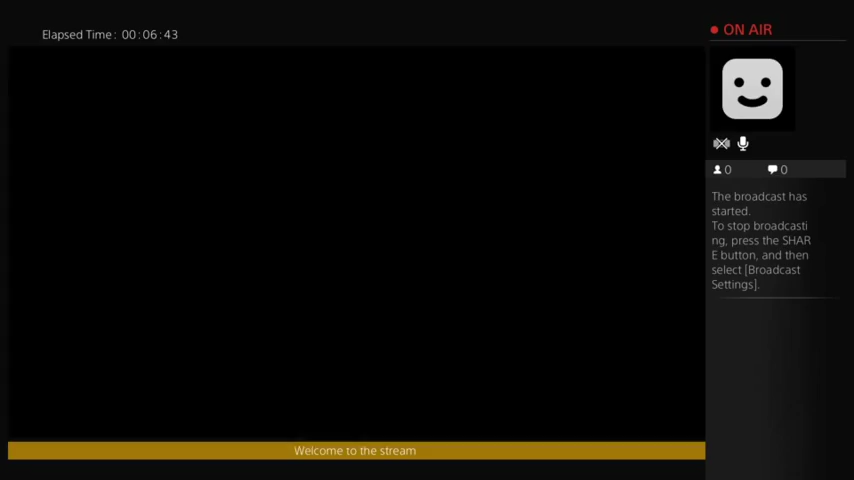 Elapsed Time: 00:06:43
ON AIR
0 0
The broadcast has
started.
To stop broadcasti
ng, press the SHAR
E button, and then
select [Broadcast
Settings].
Welcome to the stream